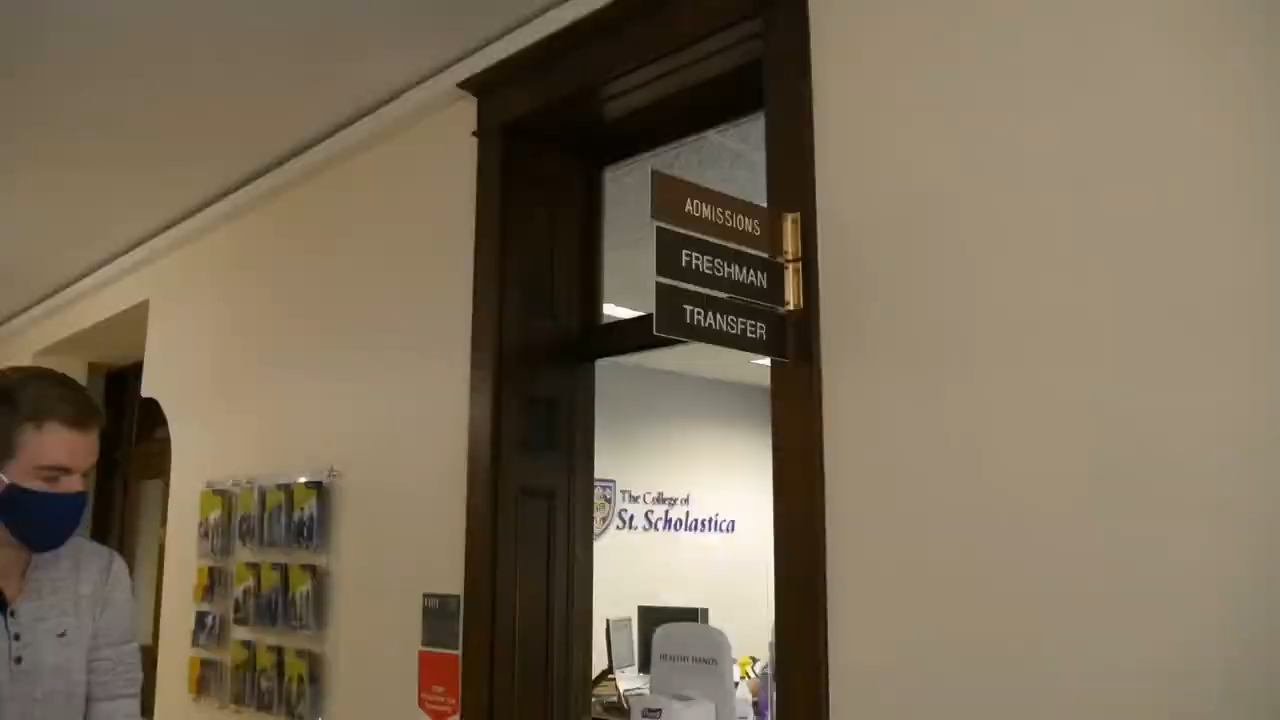 ADMISSIONS
FRESHMAN
TRANSFER
The College of
St. Scholastica
HEALTHY HANDS